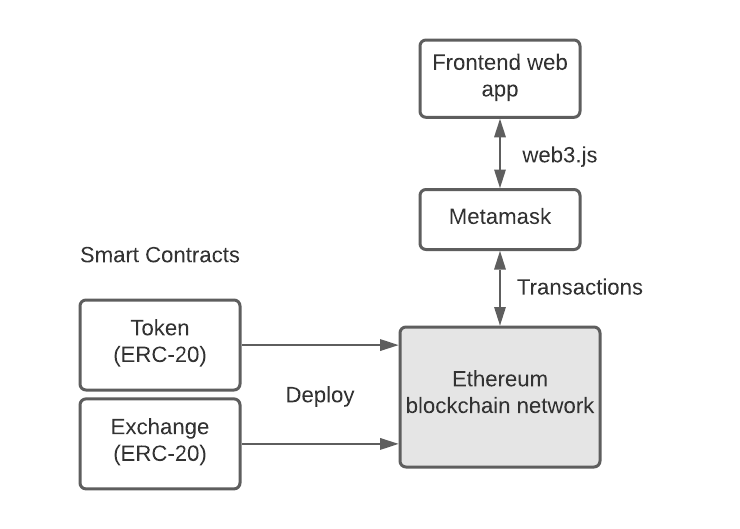 Frontend web
app
web3.js
Metamask
Smart Contracts
Transactions
Token
(ERC-20)
Deploy
Ethereum
blockchain network
Exchange
(ERC-20)